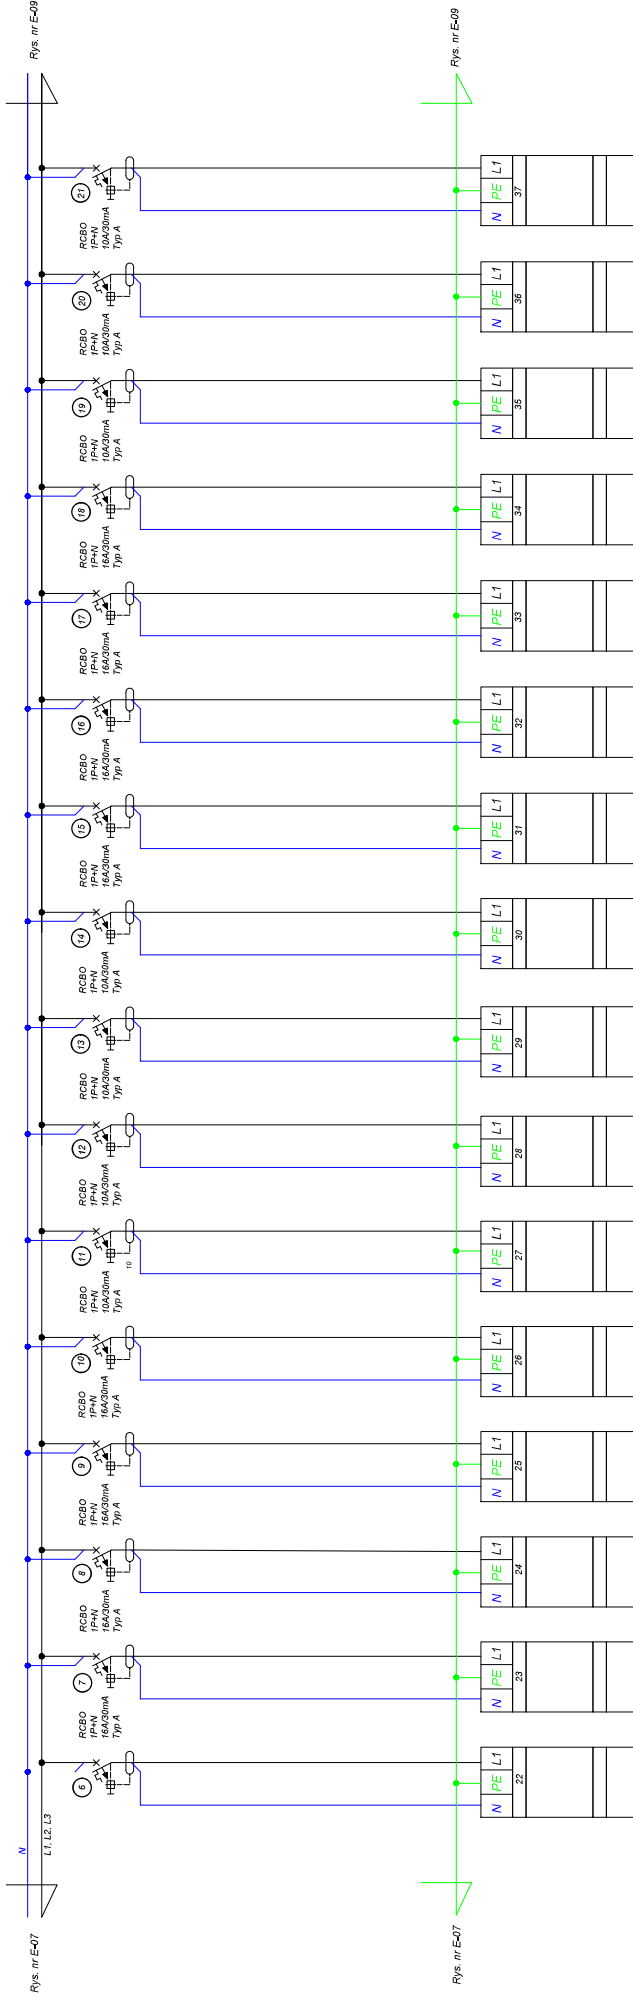 Rys. nr E-07
N
L1, L2, L3
Rys. nr E-09
6
RCBO
1P+N
16A/30mA
Typ A
7
RCBO
1P+N
16A/30mA
Typ A
8
RCBO
1P+N
16A/30mA
Typ A
9
RCBO
1P+N
16A/30mA
Typ A
10
RCBO
1P+N
10A/30mA
Typ A
11
10
RCBO
1P+N
10A/30mA
Typ A
12
RCBO
1P+N
10A/30mA
Typ A
13
RCBO
1P+N
10A/30mA
Typ A
14
RCBO
1P+N
16A/30mA
Typ A
15
RCBO
1P+N
16A/30mA
Typ A
16
RCBO
1P+N
16A/30mA
Typ A
17
RCBO
1P+N
16A/30mA
Typ A
18
RCBO
1P+N
10A/30mA
Typ A
19
RCBO
1P+N
10A/30mA
Typ A
20
RCBO
1P+N
10A/30mA
Typ A
21
Rys. nr E-07
Rys. nr E-09
N PE L1
22
N PE L1
23
N PE L1
24
N PE L1
25
N PE L1
26
N PE L1
27
N PE L1
28
N PE L1
29
N PE L1
30
N PE L1
31
N PE L1
32
N PE L1
33
N PE L1
34
N PE L1
35
N PE L1
36
N PE L1
37